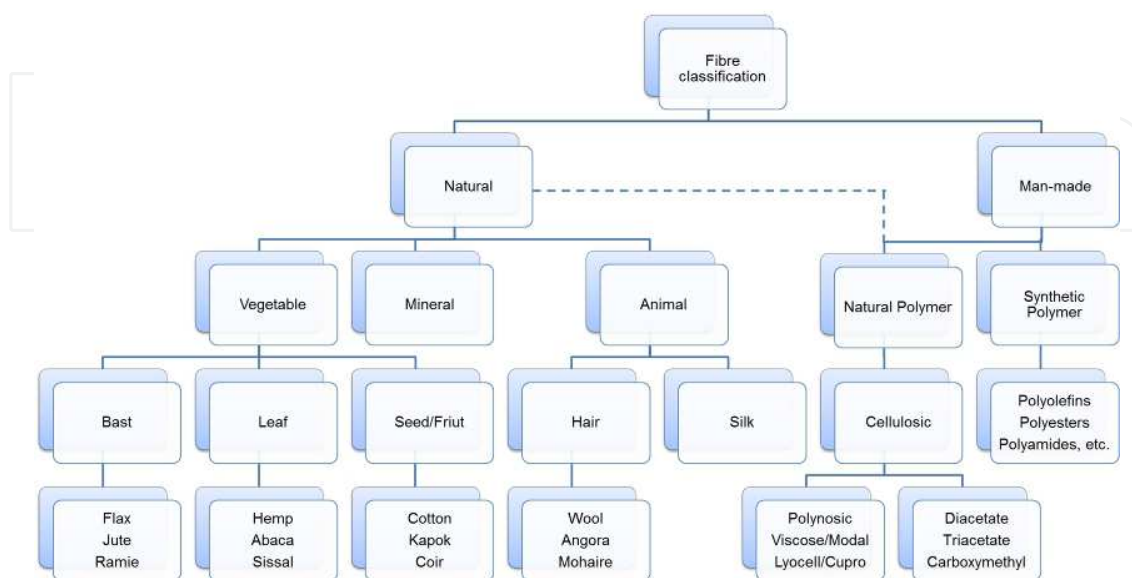 Fibre
classification
Natural
Man-made
Vegetable
Mineral
Animal
Natural Polymer
Synthetic
Polymer
Bast
Leaf
Seed/Friut
Hair
Silk
Cellulosic
Polyolefins
Polyesters
Polyamides, etc.
Flax
Jute
Ramie
Hemp
Abaca
Sissal
Cotton
Kapok
Coir
Wool
Angora
Mohaire
Polynosic
Viscose/Modal
Lyocell/Cupro
Diacetate
Triacetate
Carboxymethyl